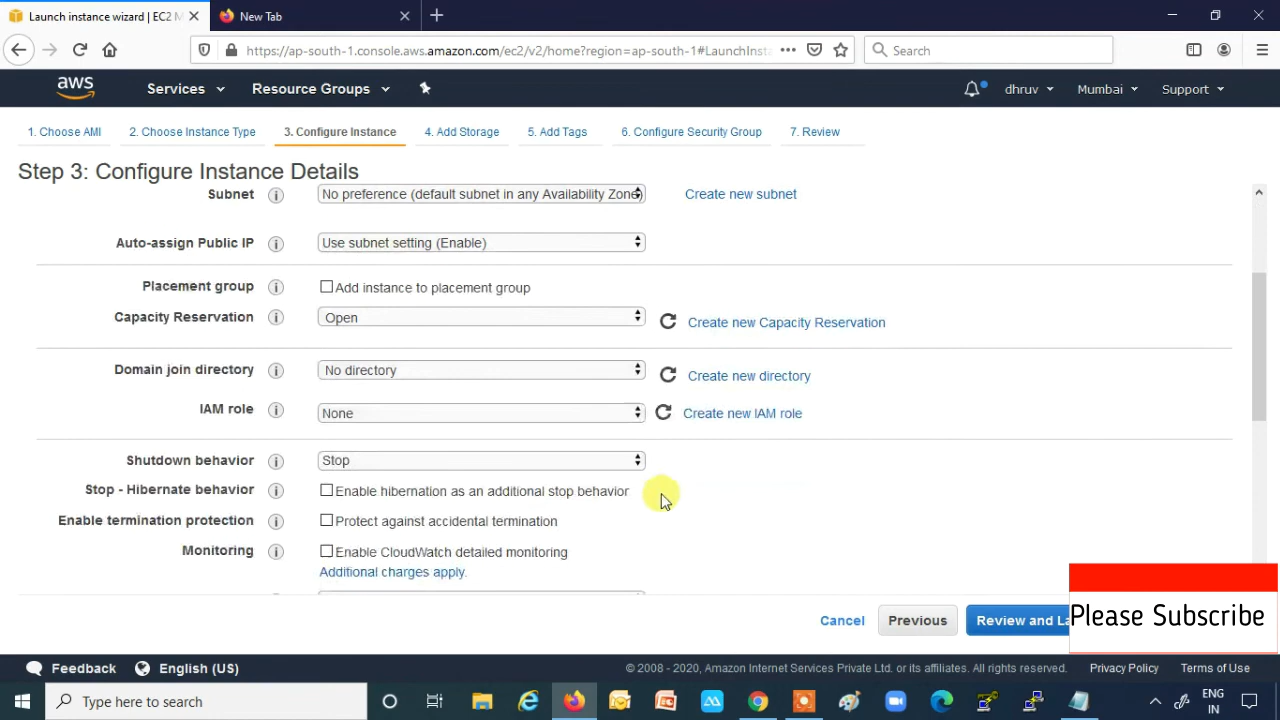 Launch instance wizard | EC2 M
New Tab
https://ap-south-1.console.aws.amazon.com/ec2/v2/home?region=ap-south-1#LaunchInsta
Search
aws
Services
Resource Groups
dhruv
Mumbai
Support
1. Choose AMI
2. Choose Instance Type
3. Configure Instance
4. Add Storage
5. Add Tags
6. Configure Security Group
7. Review
Step 3: Configure Instance Details
Subnet
No preference (default subnet in any Availability Zone)
Create new subnet
Auto-assign Public IP
Use subnet setting (Enable)
Placement group
Add instance to placement group
Capacity Reservation
Open
Create new Capacity Reservation
Domain join directory
No directory
Create new directory
IAM role
None
Create new IAM role
Shutdown behavior
Stop
Stop - Hibernate behavior
Enable hibernation as an additional stop behavior
Enable termination protection
Protect against accidental termination
Monitoring
Enable CloudWatch detailed monitoring
Additional charges apply.
Cancel
Previous
Review and La
Please Subscribe
Feedback
English (US)
© 2008 - 2020, Amazon Internet Services Private Ltd. or its affiliates. All rights reserved.
Privacy Policy
Terms of Use
Type here to search
ENG
IN